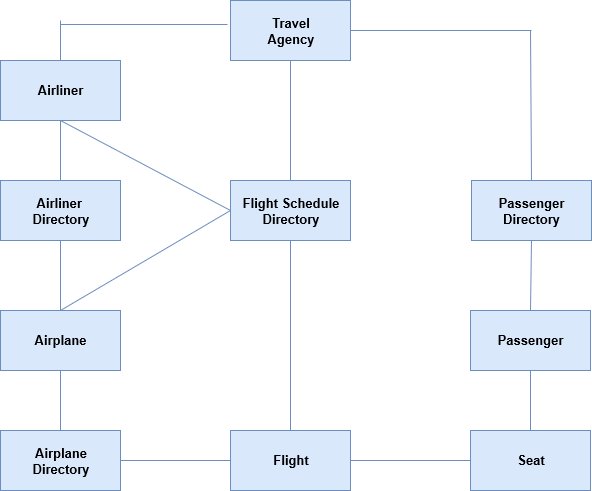 Travel
Agency
Airliner
Airliner
Directory
Flight Schedule
Directory
Passenger
Directory
Airplane
Passenger
Airplane
Directory
Flight
Seat